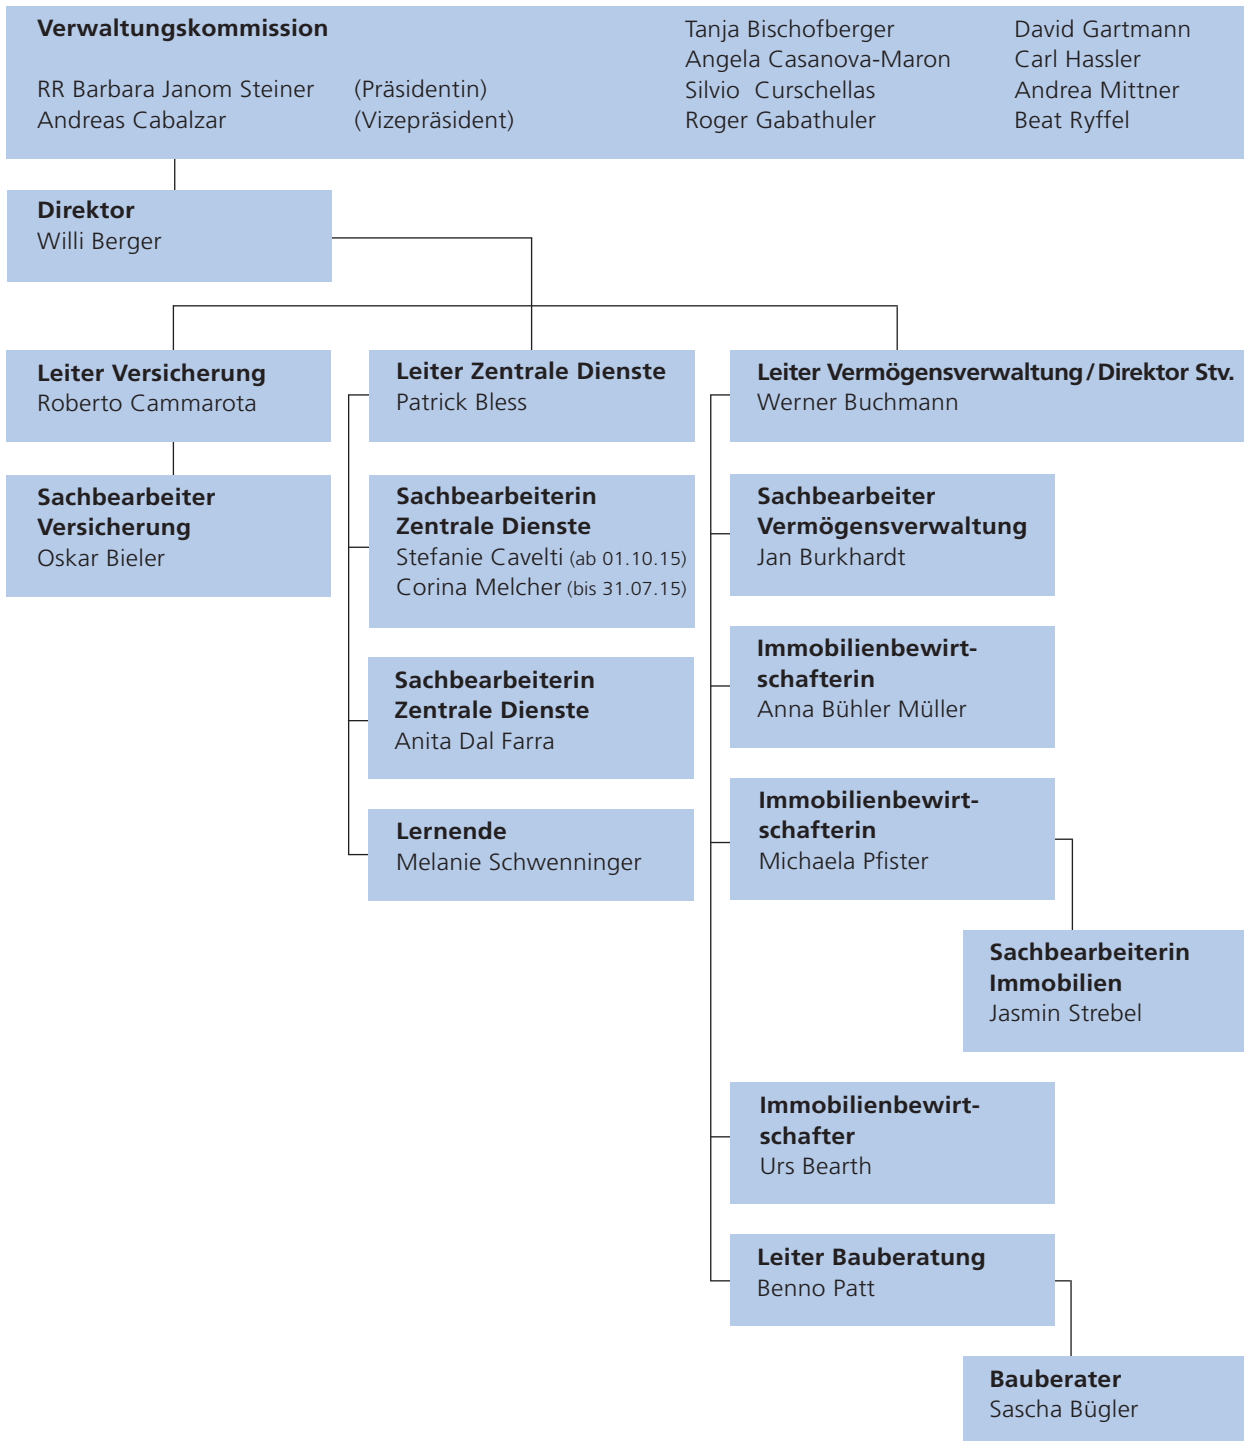 Verwaltungskommission
RR Barbara Janom Steiner (Präsidentin)
Andreas Cabalzar (Vizepräsident)
Tanja Bischofberger
Angela Casanova-Maron
Silvio Curschellas
Roger Gabathuler
David Gartmann
Carl Hassler
Andrea Mittner
Beat Ryffel
Direktor
Willi Berger
Leiter Versicherung
Roberto Cammarota
Sachbearbeiter
Versicherung
Oskar Bieler
Leiter Zentrale Dienste
Patrick Bless
Sachbearbeiterin
Zentrale Dienste
Stefanie Cavelti (ab 01.10.15)
Corina Melcher (bis 31.07.15)
Sachbearbeiterin
Zentrale Dienste
Anita Dal Farra
Lernende
Melanie Schwenninger
Leiter Vermögensverwaltung / Direktor Stv.
Werner Buchmann
Sachbearbeiter
Vermögensverwaltung
Jan Burkhardt
Immobilienbewirt-
schafterin
Anna Bühler Müller
Immobilienbewirt-
schafterin
Michaela Pfister
Sachbearbeiterin
Immobilien
Jasmin Strebel
Immobilienbewirt-
schafter
Urs Bearth
Leiter Bauberatung
Benno Patt
Bauberater
Sascha Bügler